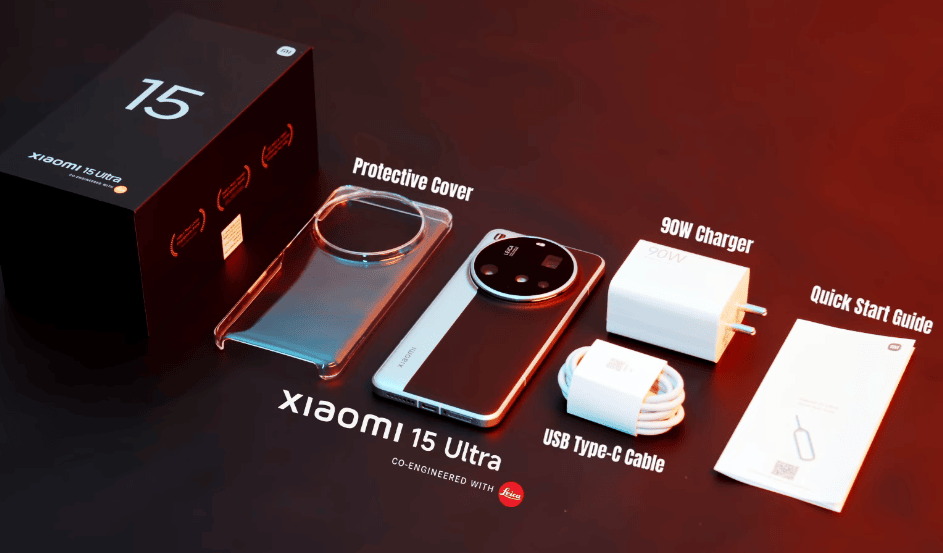 15
xiaomi 15 Ultra
CO-ENGINEERED WITH
Protective Cover
LEICA
xiaomi
90W Charger
90W
Quick Start Guide
USB Type-C Cable
xiaomi 15 Ultra
CO-ENGINEERED WITH Leica